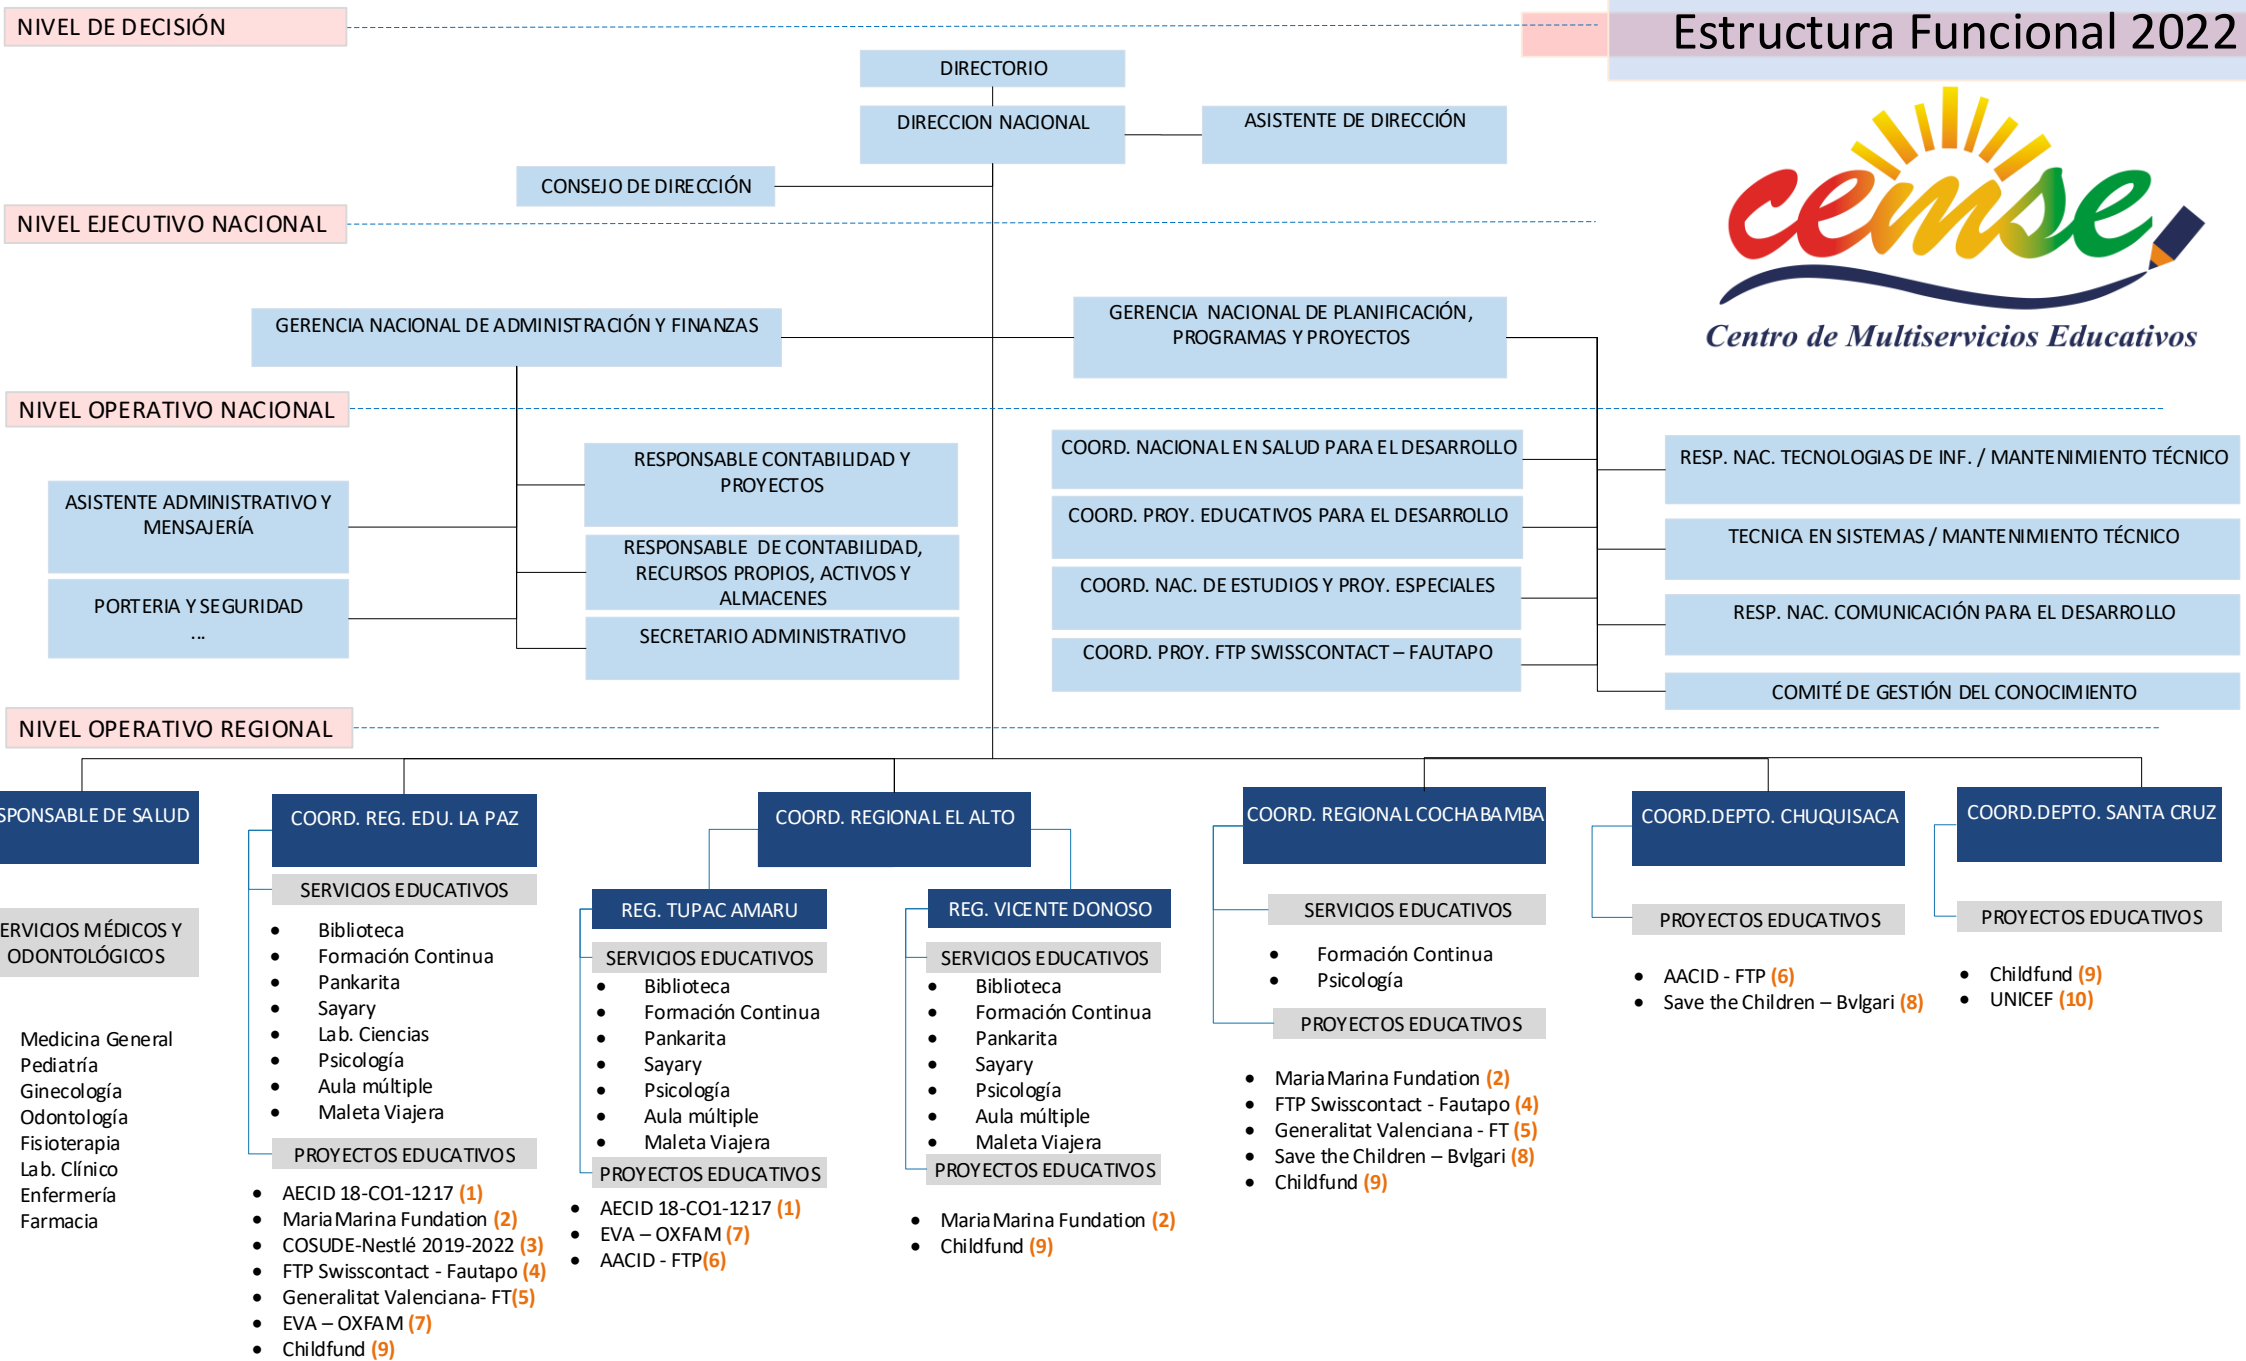 NIVEL DE DECISIÓN
Estructura Funcional 2022
DIRECTORIO
DIRECCION NACIONAL
ASISTENTE DE DIRECCIÓN
CONSEJO DE DIRECCIÓN
cemse
Centro de Multiservicios Educativos
NIVEL EJECUTIVO NACIONAL
GERENCIA NACIONAL DE ADMINISTRACIÓN Y FINANZAS
GERENCIA NACIONAL DE PLANIFICACIÓN,
PROGRAMAS Y PROYECTOS
NIVEL OPERATIVO NACIONAL
ASISTENTE ADMINISTRATIVO Y
MENSAJERÍA
PORTERIA Y SEGURIDAD
...
RESPONSABLE CONTABILIDAD Y
PROYECTOS
RESPONSABLE DE CONTABILIDAD,
RECURSOS PROPIOS, ACTIVOS Y
ALMACENES
SECRETARIO ADMINISTRATIVO
COORD. NACIONAL EN SALUD PARA EL DESARROLLO
COORD. PROY. EDUCATIVOS PARA EL DESARROLLO
COORD. NAC. DE ESTUDIOS Y PROY. ESPECIALES
COORD. PROY. FTP SWISSCONTACT – FAUTAPO
RESP. NAC. TECNOLOGIAS DE INF. / MANTENIMIENTO TÉCNICO
TECNICA EN SISTEMAS / MANTENIMIENTO TÉCNICO
RESP. NAC. COMUNICACIÓN PARA EL DESARROLLO
COMITÉ DE GESTIÓN DEL CONOCIMIENTO
NIVEL OPERATIVO REGIONAL
SPONSABLE DE SALUD
ERVICIOS MÉDICOS Y
ODONTOLÓGICOS
Medicina General
Pediatría
Ginecología
Odontología
Fisioterapia
Lab. Clínico
Enfermería
Farmacia
COORD. REG. EDU. LA PAZ
SERVICIOS EDUCATIVOS
• Biblioteca
• Formación Continua
• Pankarita
• Sayary
• Lab. Ciencias
• Psicología
• Aula múltiple
• Maleta Viajera
PROYECTOS EDUCATIVOS
• AECID 18-CO1-1217 (1)
• MariaMarina Fundation (2)
• COSUDE-Nestlé 2019-2022 (3)
• FTP Swisscontact - Fautapo (4)
• Generalitat Valenciana- FT(5)
• EVA – OXFAM (7)
• Childfund (9)
COORD. REGIONAL EL ALTO
REG. TUPAC AMARU
SERVICIOS EDUCATIVOS
• Biblioteca
• Formación Continua
• Pankarita
• Sayary
• Psicología
• Aula múltiple
• Maleta Viajera
PROYECTOS EDUCATIVOS
• AECID 18-CO1-1217 (1)
• EVA – OXFAM (7)
• AACID - FTP(6)
REG. VICENTE DONOSO
SERVICIOS EDUCATIVOS
• Biblioteca
• Formación Continua
• Pankarita
• Sayary
• Psicología
• Aula múltiple
• Maleta Viajera
PROYECTOS EDUCATIVOS
• MariaMarina Fundation (2)
• Childfund (9)
COORD. REGIONAL COCHABAMBA
SERVICIOS EDUCATIVOS
• Formación Continua
• Psicología
PROYECTOS EDUCATIVOS
• MariaMarina Fundation (2)
• FTP Swisscontact - Fautapo (4)
• Generalitat Valenciana - FT (5)
• Save the Children – Bvlgari (8)
• Childfund (9)
COORD.DEPTO. CHUQUISACA
PROYECTOS EDUCATIVOS
• AACID - FTP (6)
• Save the Children – Bvlgari (8)
COORD.DEPTO. SANTA CRUZ
PROYECTOS EDUCATIVOS
• Childfund (9)
• UNICEF (10)